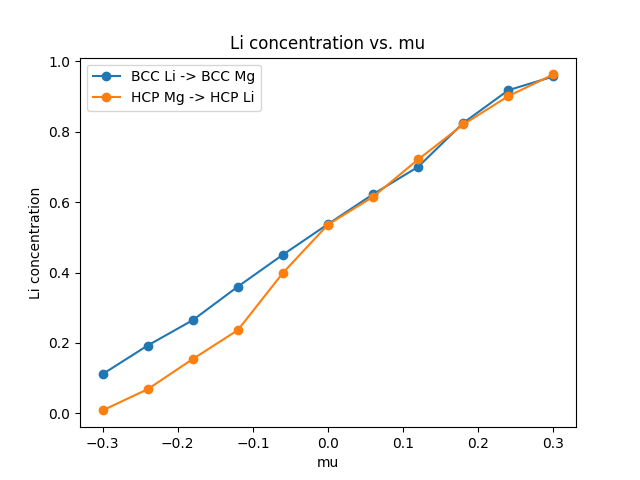 Li concentration vs. mu
BCC Li -> BCC Mg
HCP Mg -> HCP Li
Li concentration
1.0
0.8
0.6
0.4
0.2
0.0
−0.3 −0.2 −0.1 0.0 0.1 0.2 0.3
mu